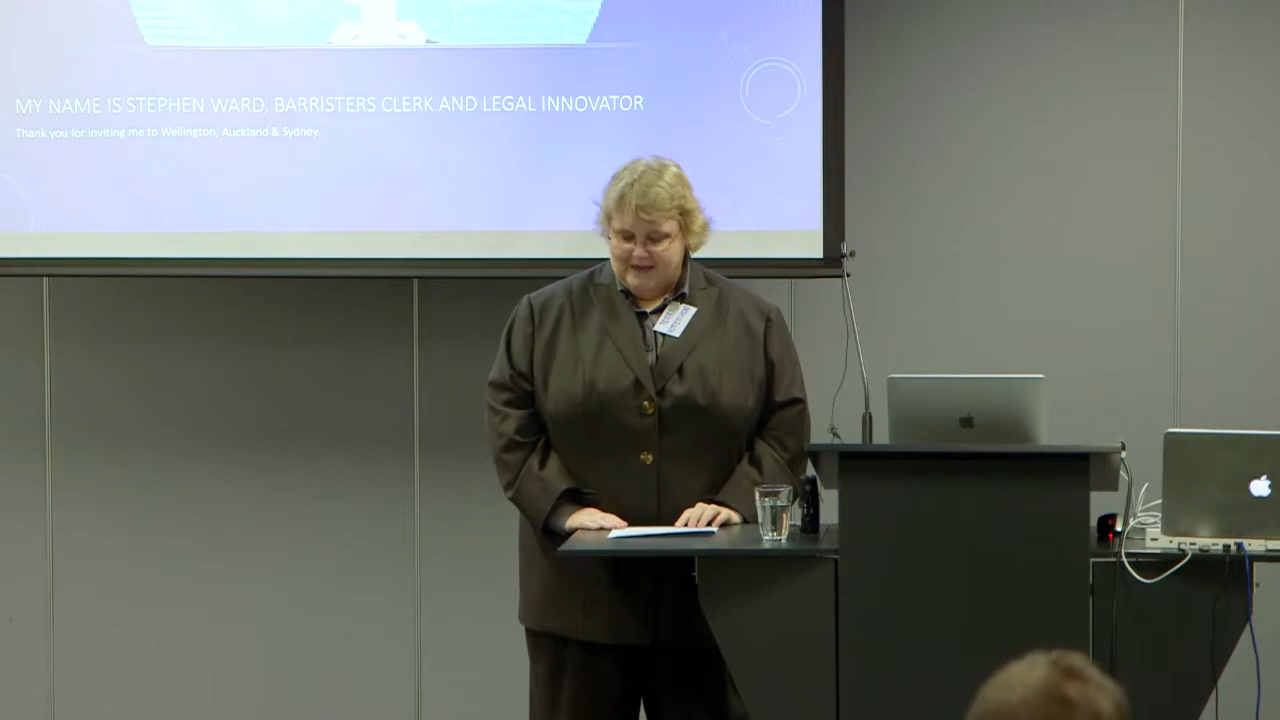 MY NAME IS STEPHEN WARD, BARRISTERS CLERK AND LEGAL INNOVATOR
Thank you for inviting me to Wellington, Auckland & Sydney.